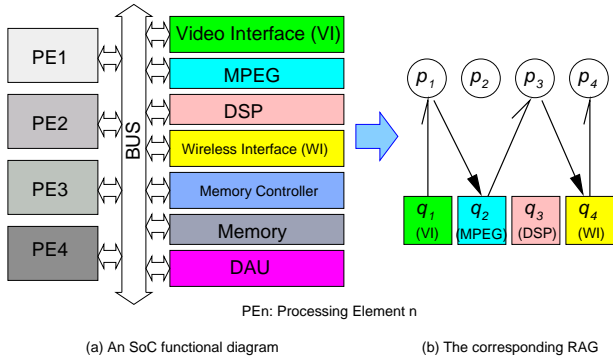 PE1
PE2
PE3
PE4
BUS
Video Interface (VI)
MPEG
DSP
Wireless Interface (WI)
Memory Controller
Memory
DAU
PEn: Processing Element n
(a) An SoC functional diagram
p1 p2 p3 p4
q1 q2 q3 q4
(VI) (MPEG) (DSP) (WI)
(b) The corresponding RAG